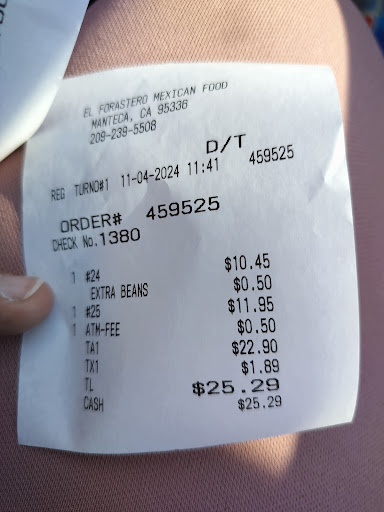 EL FORASTERO MEXICAN FOOD
MANTECA, CA 95336
209-239-5508
D/T
REG TURNO#1 11-04-2024 11:41 459525
ORDER# 459525
CHECK No.1380
1 #24 $10.45
EXTRA BEANS $0.50
1 #25 $11.95
1 ATM-FEE $0.50
TA1 $22.90
TX1 $1.89
TL $25.29
CASH $25.29